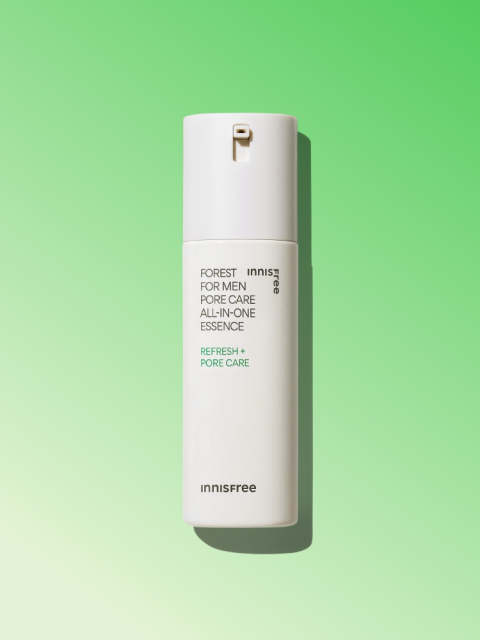 FOREST
FOR MEN
PORE CARE
ALL-IN-ONE
ESSENCE
innisFree
REFRESH +
PORE CARE
innisFree